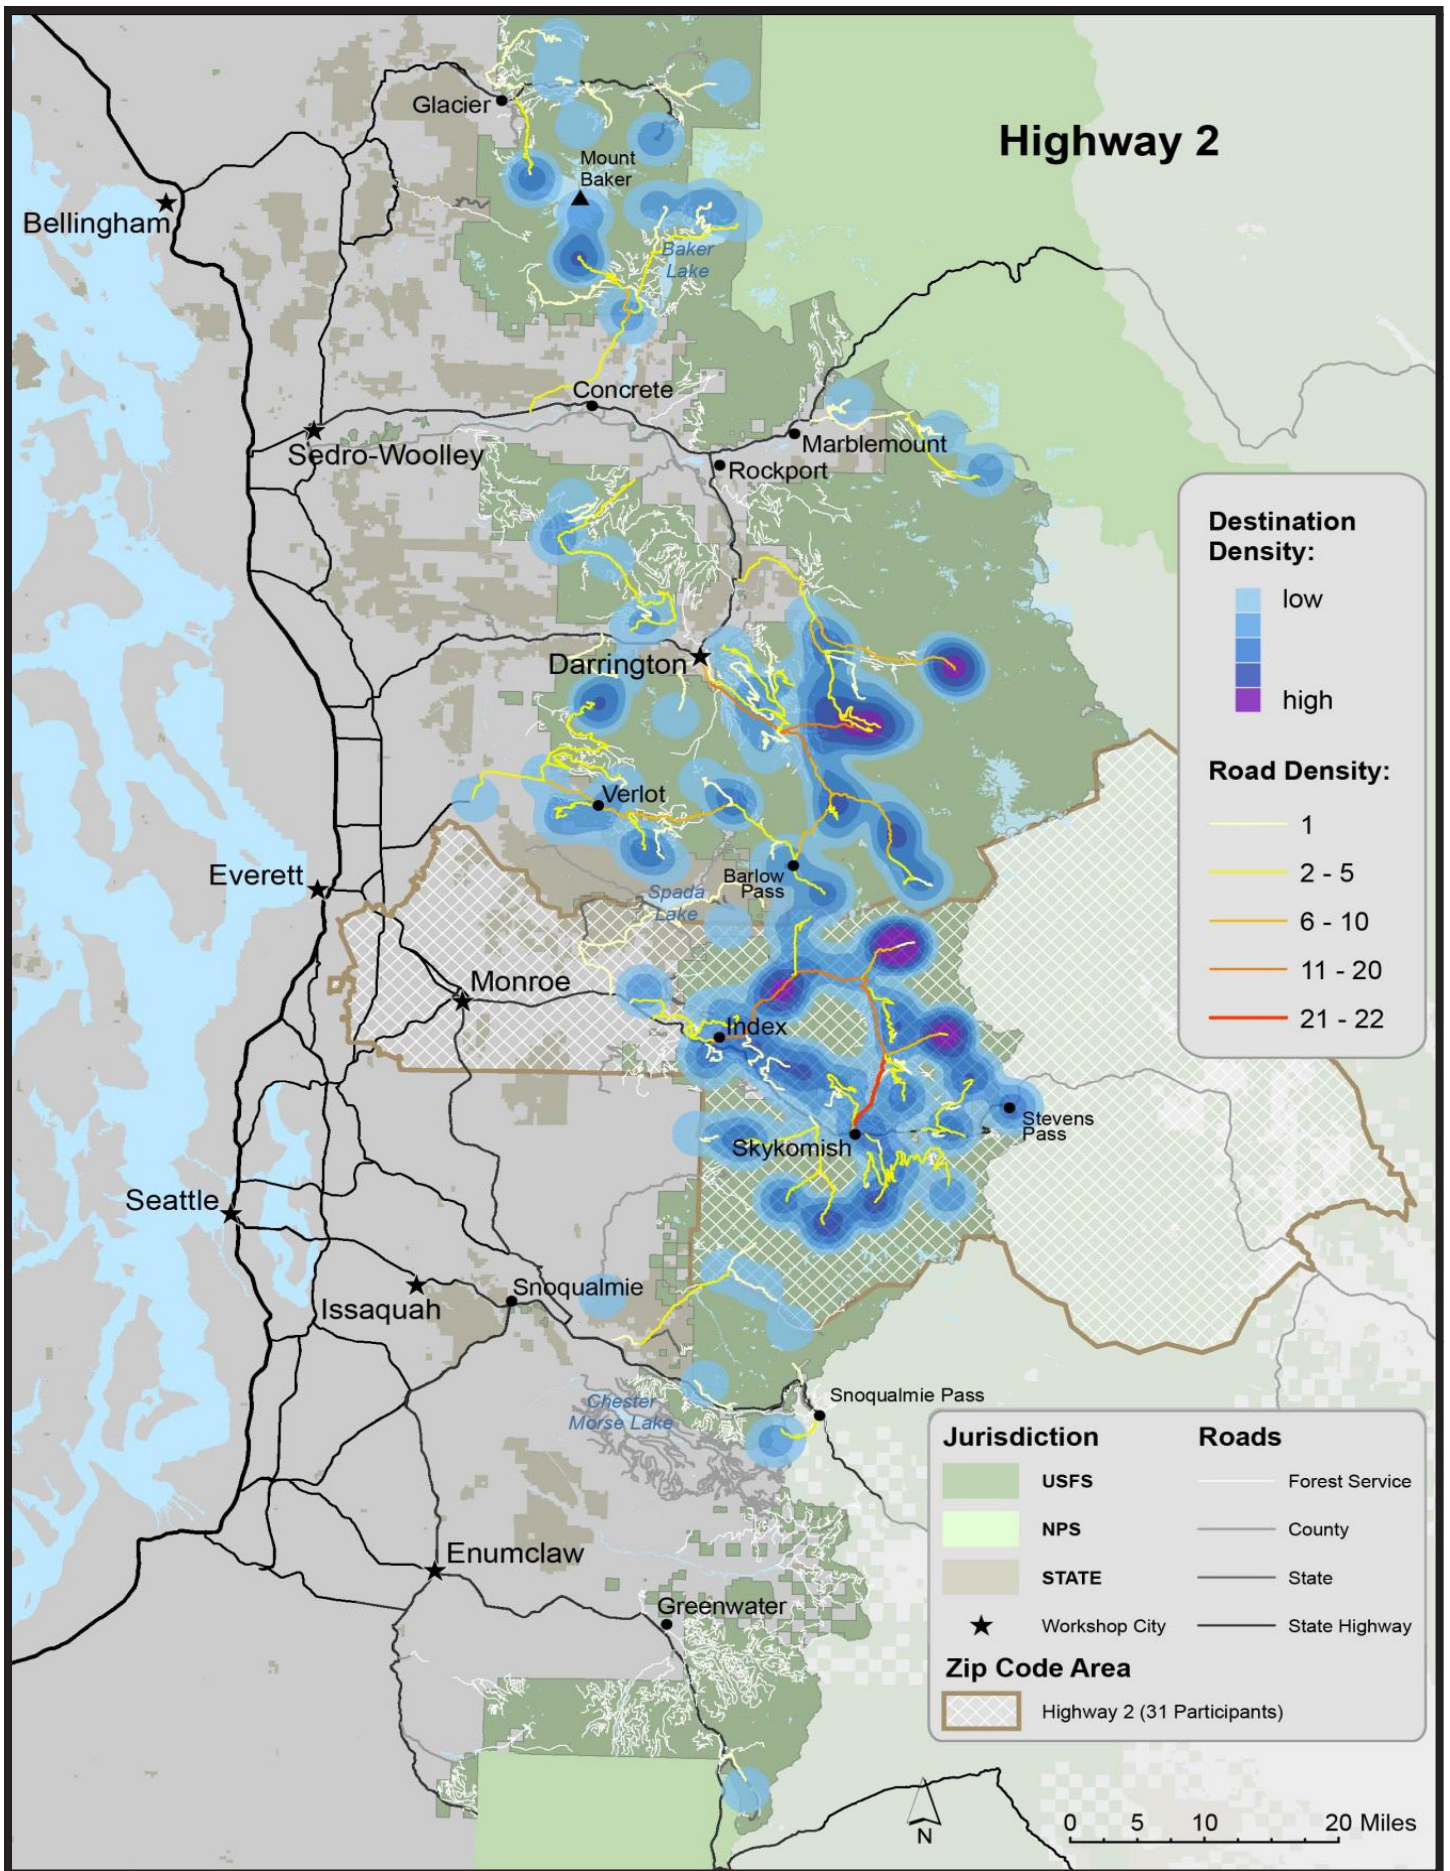 Highway 2
Glacier
Mount
Baker
Bellingham
Baker
Lake
Concrete
Sedro-Woolley
Marblemount
Rockport
Darrington
Verlot
Everett
Barlow
Pass
Spada
Lake
Monroe
Index
Stevens
Pass
Skykomish
Seattle
Snoqualmie
Issaquah
Snoqualmie Pass
Chester
Morse Lake
Enumclaw
Greenwater
Destination
Density:
low
high
Road Density:
1
2 - 5
6 - 10
11 - 20
21 - 22
Jurisdiction
USFS
NPS
STATE
Workshop City
Roads
Forest Service
County
State
State Highway
Zip Code Area
Highway 2 (31 Participants)
N
0 5 10 20 Miles